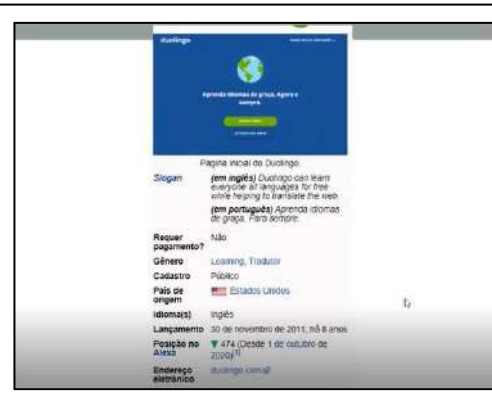 duolingo
Aprenda idiomas de graça. Agora e
sempre.
Página inicial do Duolingo.
Slogan (em inglês) Duolingo can learn
everyone all languages for free
while helping to translate the web.
(em português) Aprenda idiomas
de graça. Para sempre.
Requer Não
pagamento?
Gênero Learning, Tradutor
Cadastro Público
País de Estados Unidos
origem
Idioma(s) Inglês
Lançamento 30 de novembro de 2011, há 8 anos
Posição no ▼ 474 (Desde 1 de outubro de
Alexa 2020)[1]
Endereço duolingo.com
eletrônico